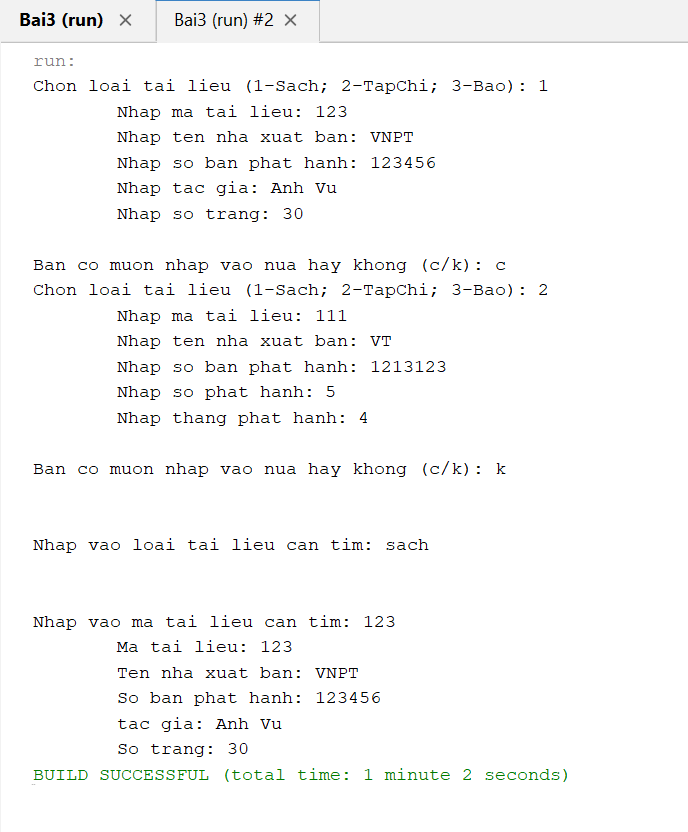 Bai3 (run) × Bai3 (run) #2 ×
run:
Chon loai tai lieu (1-Sach; 2-TapChi; 3-Bao): 1
Nhap ma tai lieu: 123
Nhap ten nha xuat ban: VNPT
Nhap so ban phat hanh: 123456
Nhap tac gia: Anh Vu
Nhap so trang: 30
Ban co muon nhap vao nua hay khong (c/k): c
Chon loai tai lieu (1-Sach; 2-TapChi; 3-Bao): 2
Nhap ma tai lieu: 111
Nhap ten nha xuat ban: VT
Nhap so ban phat hanh: 1213123
Nhap so phat hanh: 5
Nhap thang phat hanh: 4
Ban co muon nhap vao nua hay khong (c/k): k
Nhap vao loai tai lieu can tim: sach
Nhap vao ma tai lieu can tim: 123
Ma tai lieu: 123
Ten nha xuat ban: VNPT
So ban phat hanh: 123456
tac gia: Anh Vu
So trang: 30
BUILD SUCCESSFUL (total time: 1 minute 2 seconds)